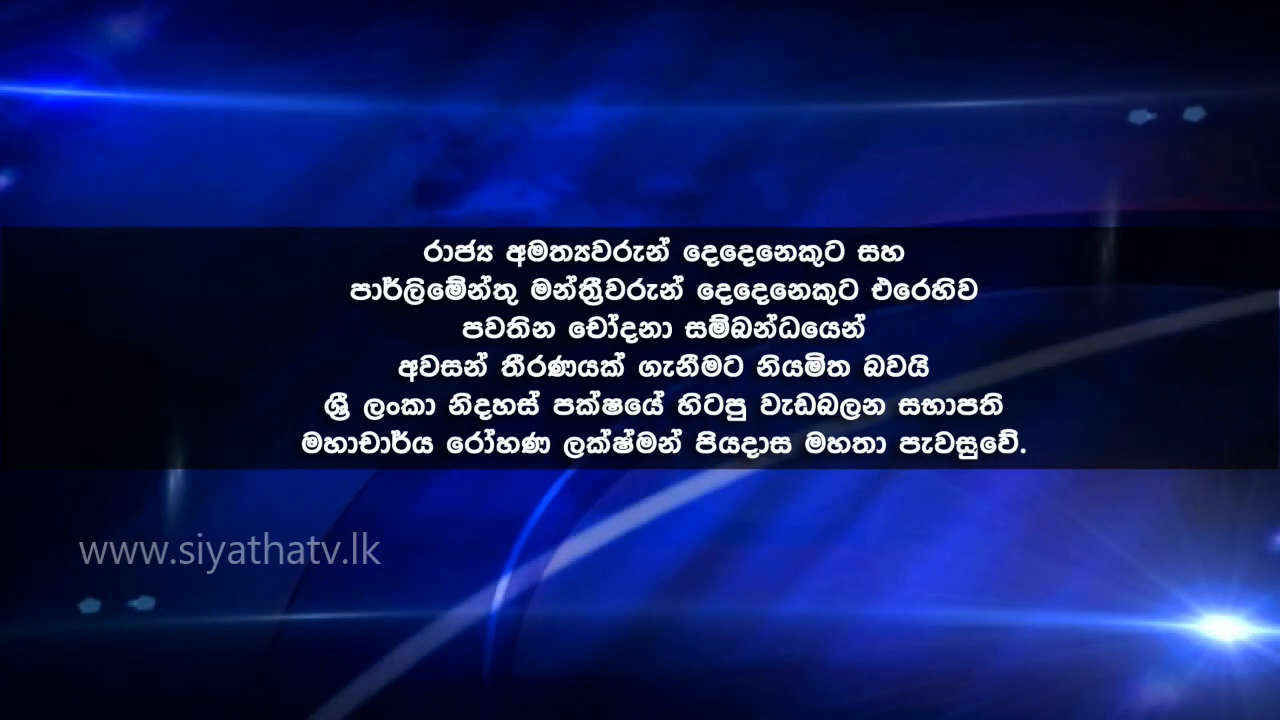 රාජ්‍ය අමත්‍යවරුන් දෙදෙනෙකුට සහ
පාර්ලිමේන්තු මන්ත්‍රීවරුන් දෙදෙනෙකුට එරෙහිව
පවතින චෝදනා සම්බන්ධයෙන්
අවසන් තීරණයක් ගැනීමට නියමිත බවයි
ශ්‍රී ලංකා නිදහස් පක්ෂයේ හිටපු වැඩබලන සභාපති
මහාචාර්ය රෝහණ ලක්ෂ්මන් පියදාස මහතා පැවසුවේ.
www.siyathatv.lk